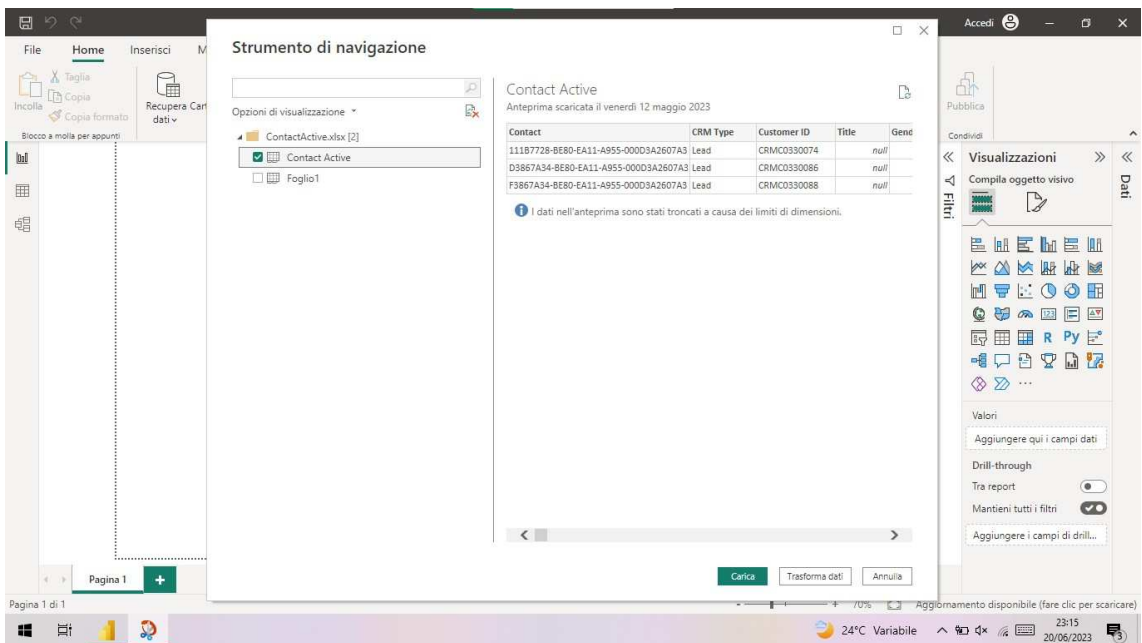 Accedi
File Home Inserisci M
Taglia
Copia
Copia formato
Incolla
Recupera Cart
dati
Blocco a molla per appunti
Pubblica
Condividi
Strumento di navigazione
Opzioni di visualizzazione
ContactActive.xlsx [2]
Contact Active
Foglio1
Contact Active
Anteprima scaricata il venerdì 12 maggio 2023
Contact CRM Type Customer ID Title Gend
111B7728-BE80-EA11-A955-000D3A2607A3 Lead CRMC0330074 null
D3867A34-BE80-EA11-A955-000D3A2607A3 Lead CRMC0330086 null
F3867A34-BE80-EA11-A955-000D3A2607A3 Lead CRMC0330088 null
I dati nell'anteprima sono stati troncati a causa dei limiti di dimensioni.
Carica Trasforma dati Annulla
Filtri
Visualizzazioni
Compila oggetto visivo
123
R Py
Valori
Aggiungere qui i campi dati
Drill-through
Tra report
Mantieni tutti i filtri
Aggiungere i campi di drill...
Dati
Pagina 1
Pagina 1 di 1
70%
Aggiornamento disponibile (fare clic per scaricare)
24°C Variabile
23:15
20/06/2023
3